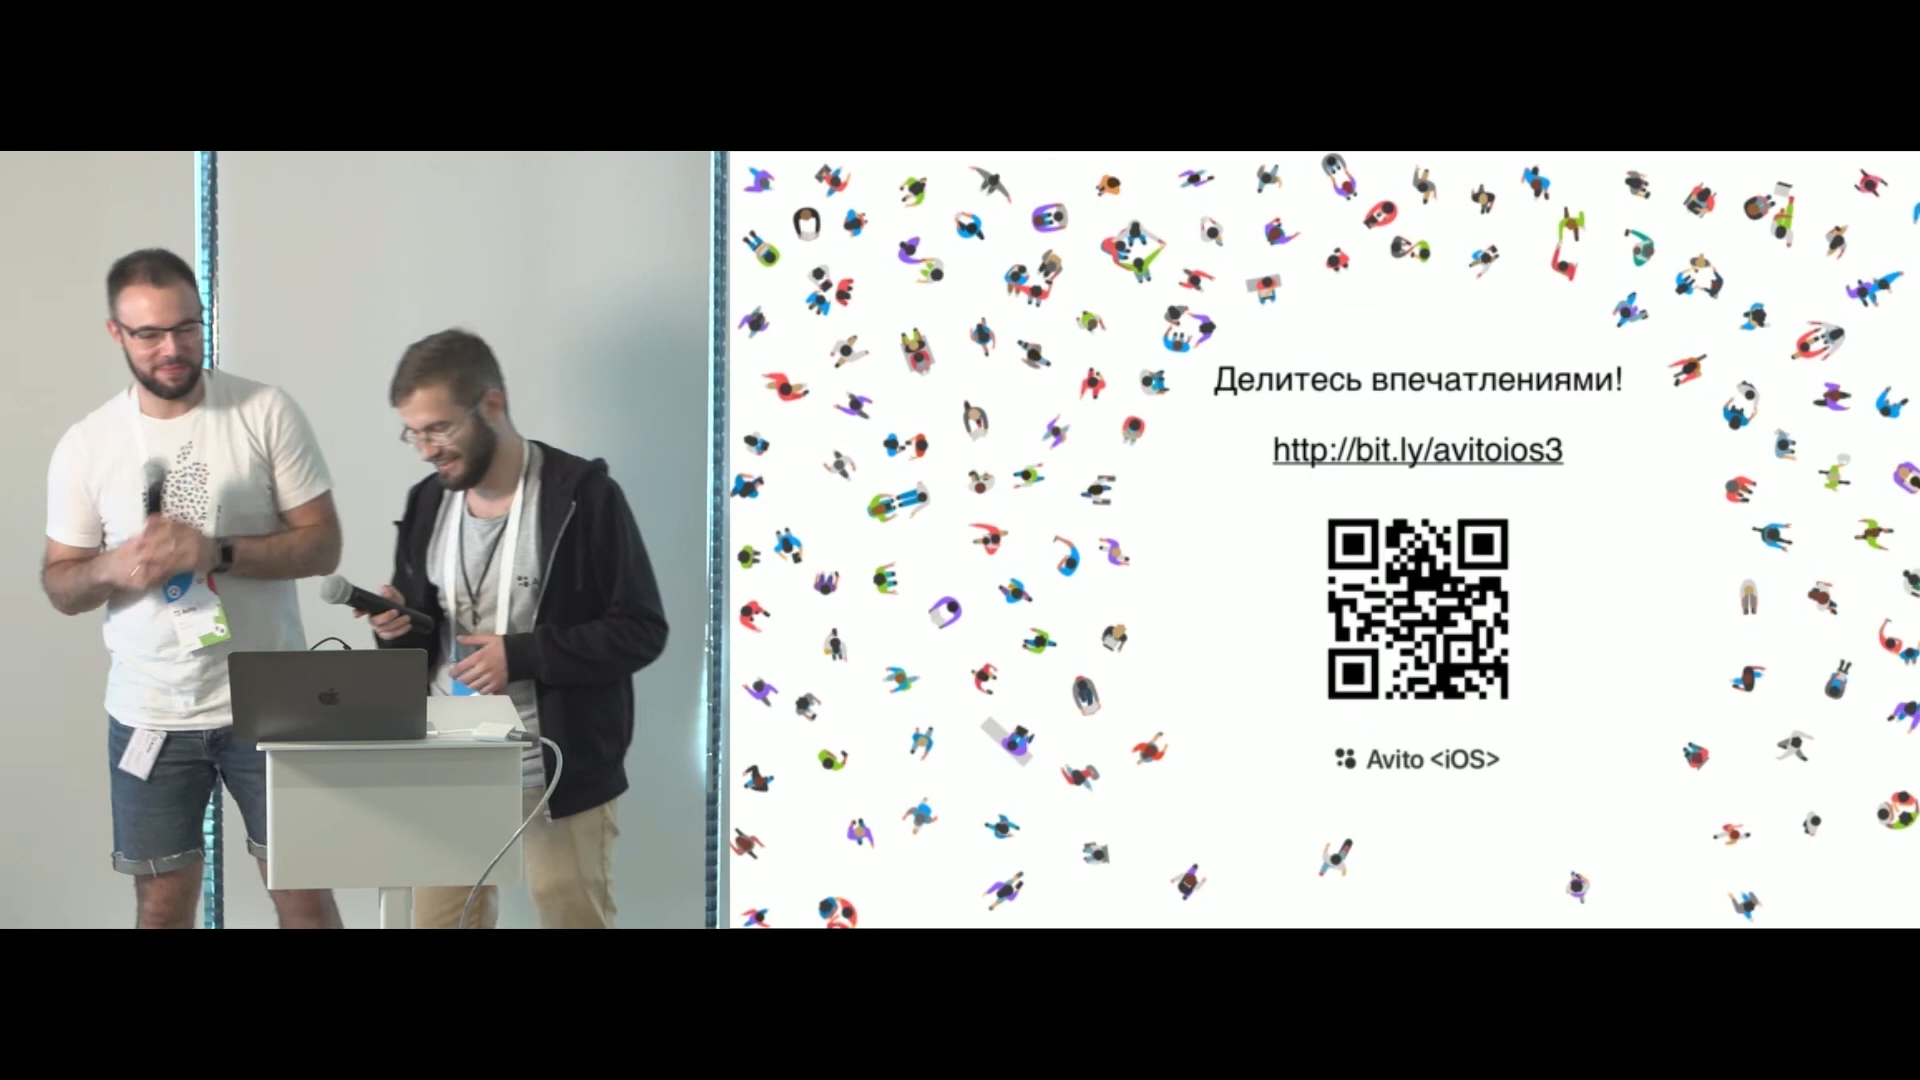 Делитесь впечатлениями!
http://bit.ly/avitoios3
Avito <iOS>